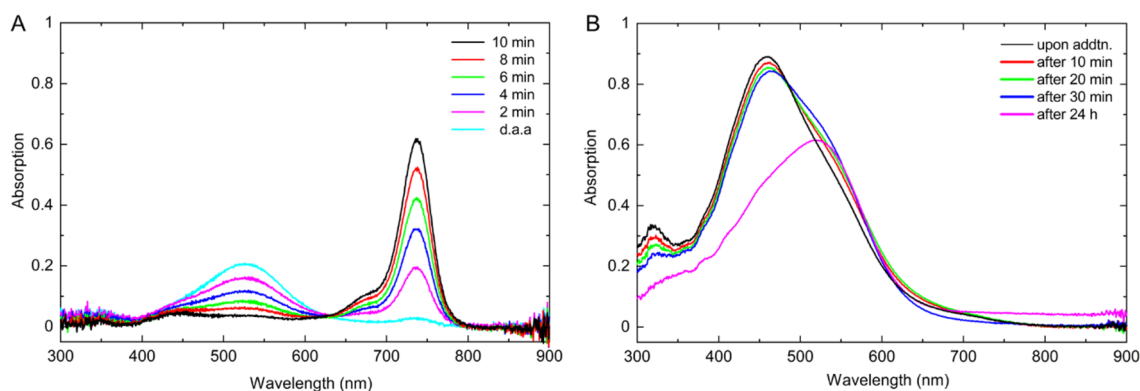 A
1
0.8
0.6
0.4
0.2
0
Absorption
300 400 500 600 700 800 900
Wavelength (nm)
10 min
8 min
6 min
4 min
2 min
d.a.a
B
1
0.8
0.6
0.4
0.2
0
Absorption
300 400 500 600 700 800 900
Wavelength (nm)
upon addtn.
after 10 min
after 20 min
after 30 min
after 24 h